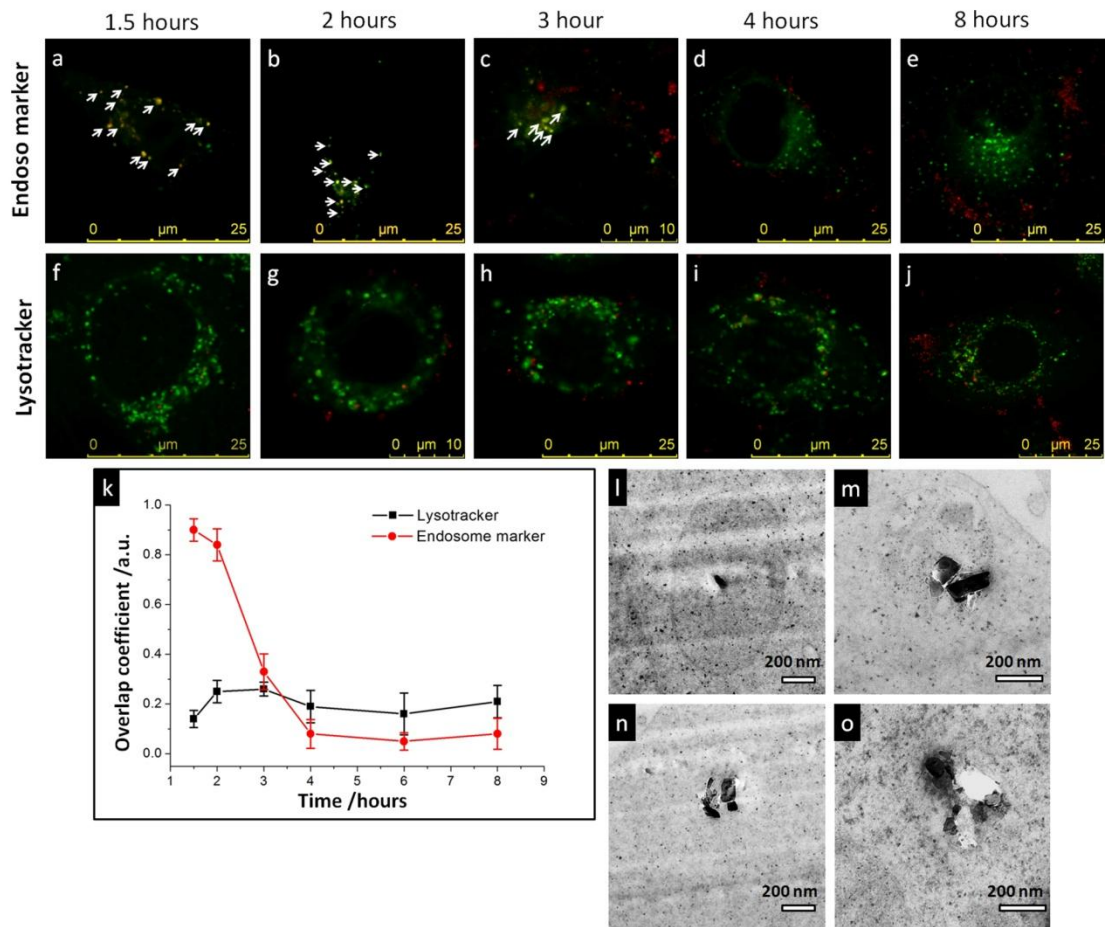 1.5 hours 2 hours 3 hour 4 hours 8 hours
Endoso marker
a b c d e
0 µm 25 0 µm 25 0 µm 10 0 µm 25 0 µm 25
Lysotracker
f g h i j
0 µm 25 0 µm 10 0 µm 25 0 µm 25 0 µm 25
k
Lysotracker
Endosome marker
Overlap coefficient /a.u.
1.0
0.8
0.6
0.4
0.2
0.0
1 2 3 4 5 6 7 8 9
Time /hours
l m
200 nm 200 nm
n o
200 nm 200 nm